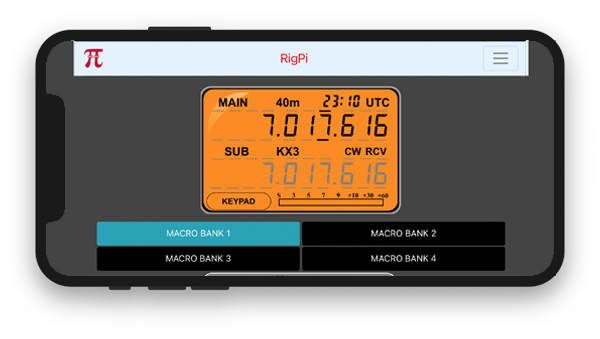 π RigPi
MAIN 40m 23:10 UTC
7.017.616
SUB KX3 CW RCV
7.017.616
KEYPAD S 3 5 7 9 +10 +30 +60
MACRO BANK 1 MACRO BANK 2
MACRO BANK 3 MACRO BANK 4